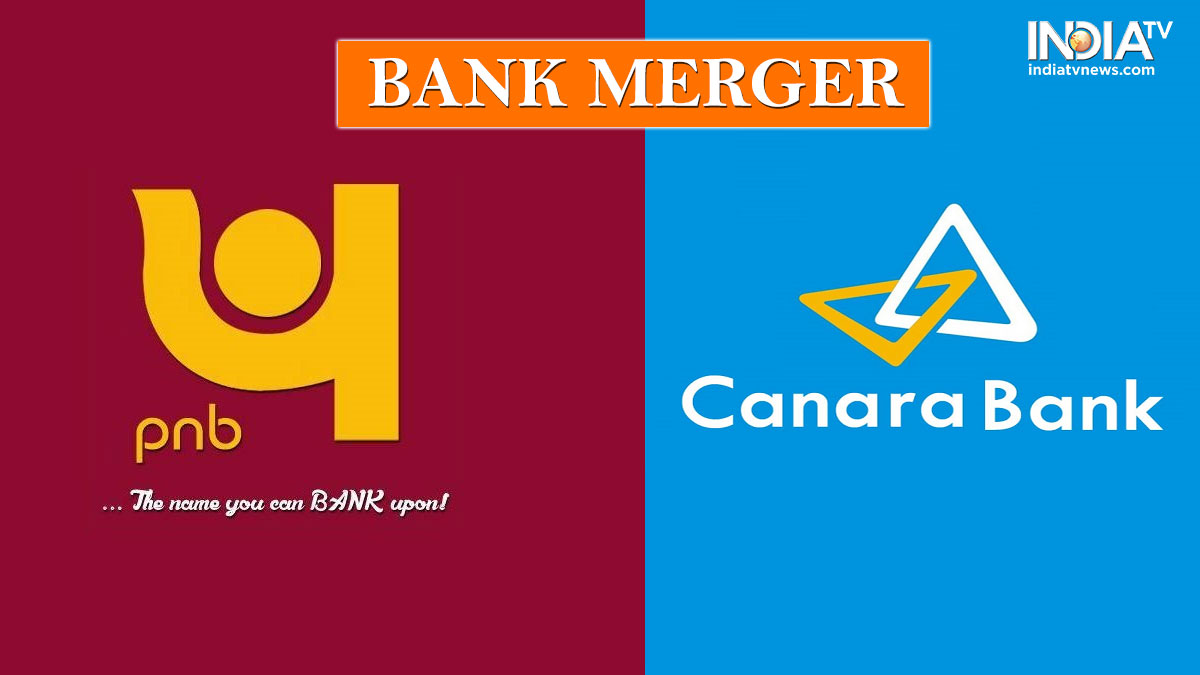 INDIATV
indiatvnews.com
BANK MERGER
pnb
... The name you can BANK upon!
Canara Bank